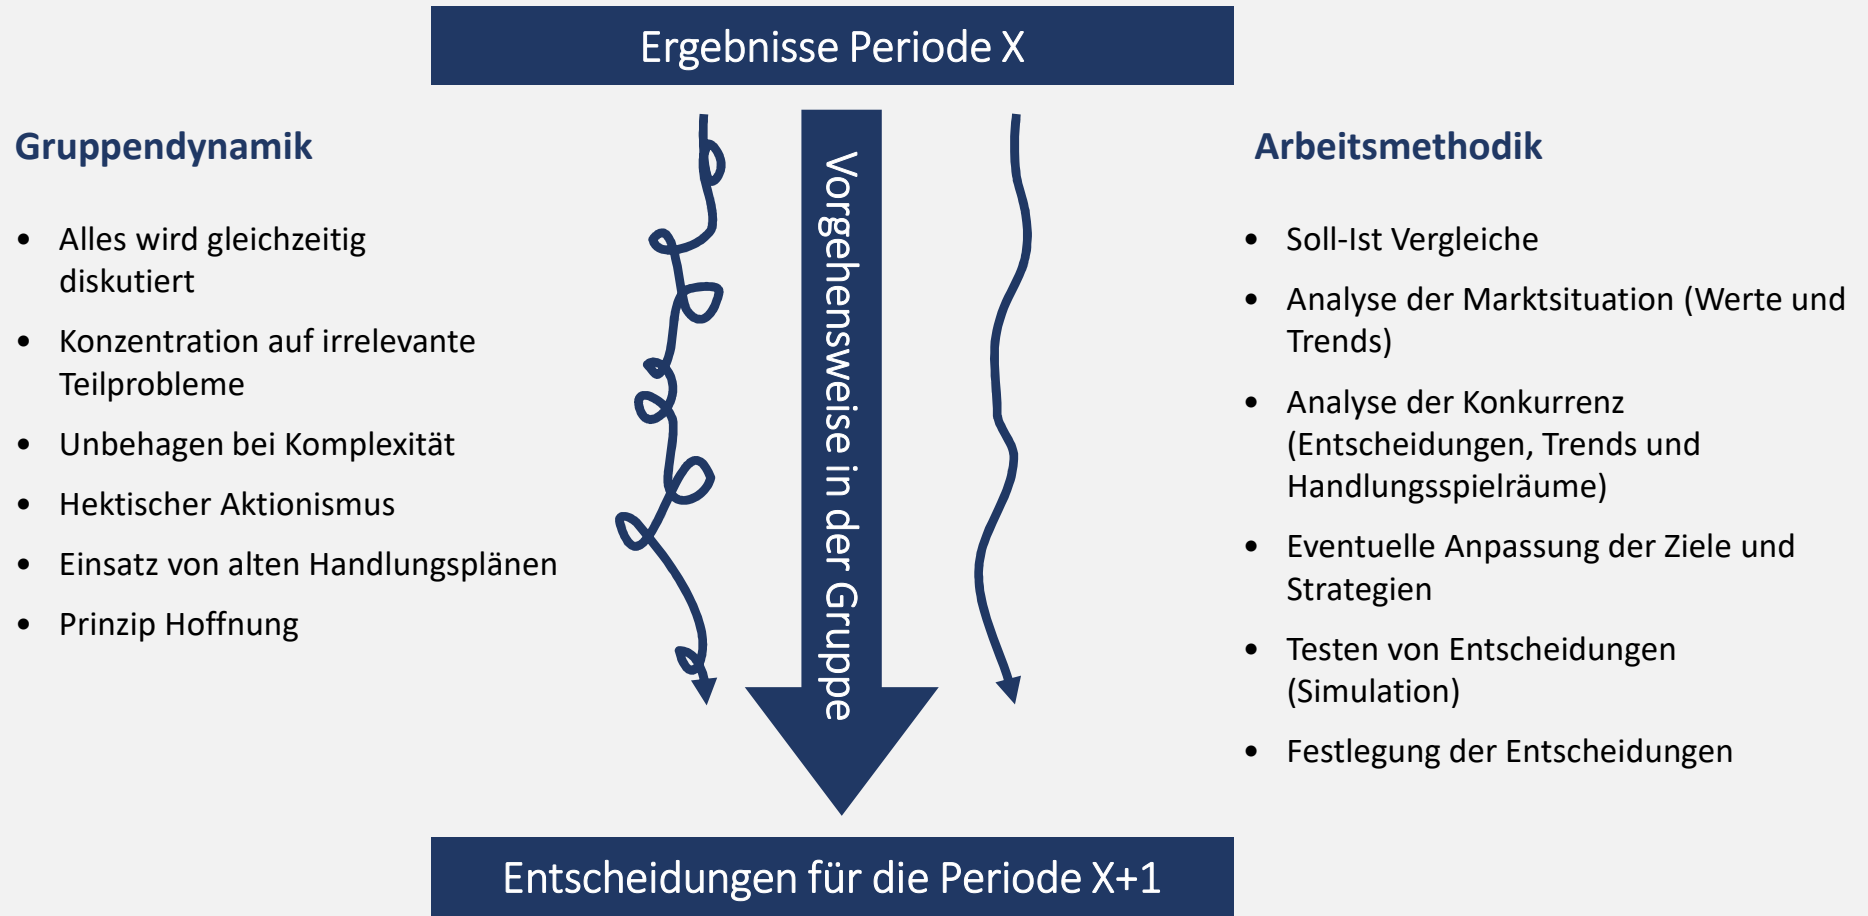 Ergebnisse Periode X
Gruppendynamik
• Alles wird gleichzeitig
diskutiert
• Konzentration auf irrelevante
Teilprobleme
• Unbehagen bei Komplexität
• Hektischer Aktionismus
• Einsatz von alten Handlungsplänen
• Prinzip Hoffnung
Vorgehensweise in der Gruppe
Arbeitsmethodik
• Soll-Ist Vergleiche
• Analyse der Marktsituation (Werte und
Trends)
• Analyse der Konkurrenz
(Entscheidungen, Trends und
Handlungsspielräume)
• Eventuelle Anpassung der Ziele und
Strategien
• Testen von Entscheidungen
(Simulation)
• Festlegung der Entscheidungen
Entscheidungen für die Periode X+1